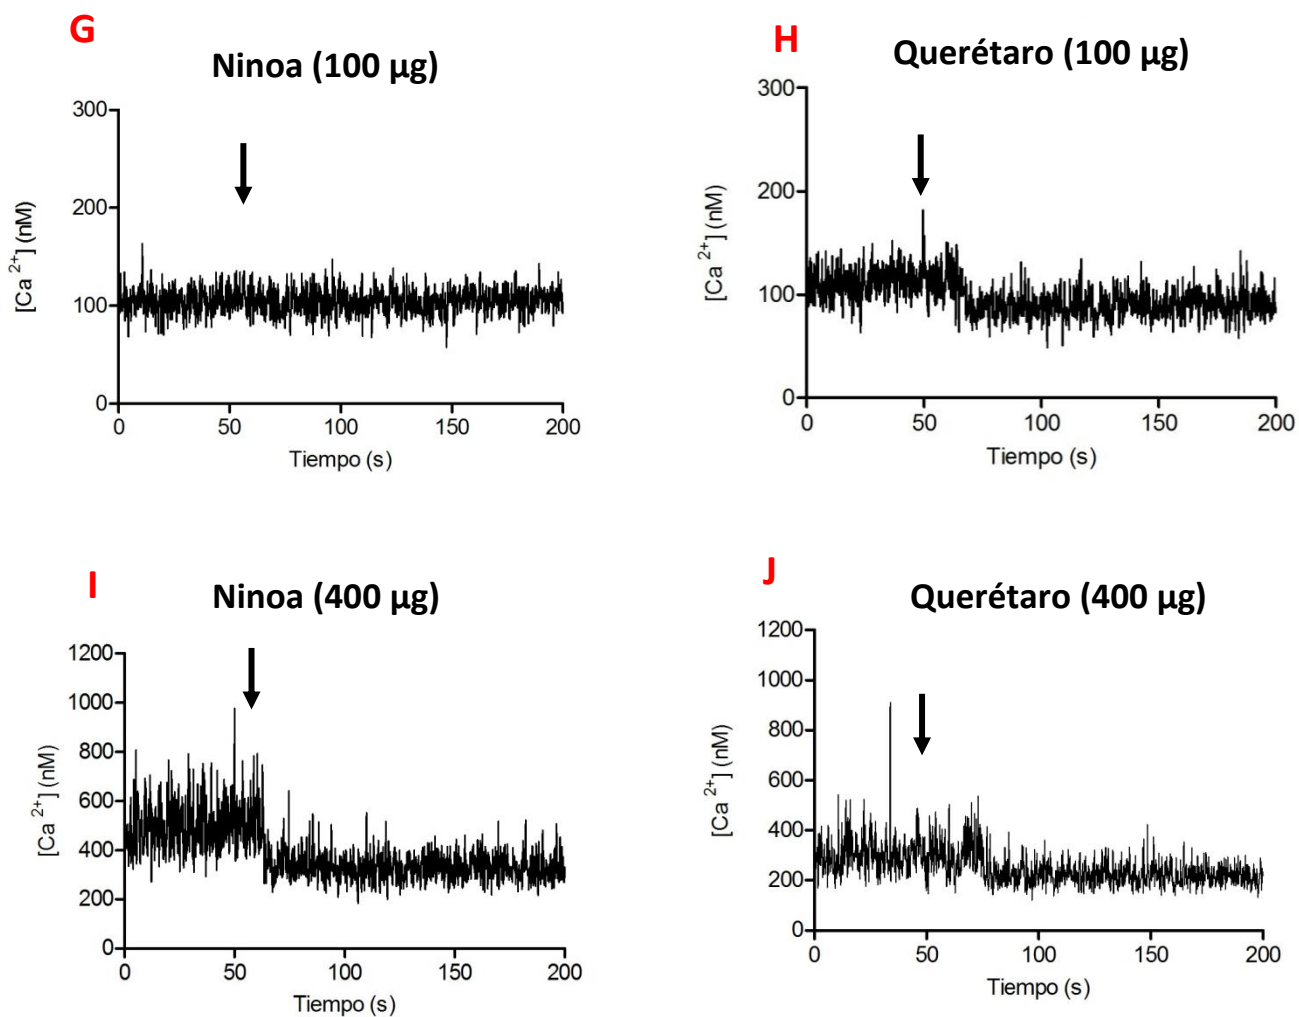 G
Ninoa (100 µg)
300
200
100
0
[Ca 2+] (nM)
0 50 100 150 200
Tiempo (s)
H
Querétaro (100 µg)
300
200
100
0
[Ca 2+] (nM)
0 50 100 150 200
Tiempo (s)
I
Ninoa (400 µg)
1200
1000
800
600
400
200
0
[Ca 2+] (nM)
0 50 100 150 200
Tiempo (s)
J
Querétaro (400 µg)
1200
1000
800
600
400
200
0
[Ca 2+] (nM)
0 50 100 150 200
Tiempo (s)